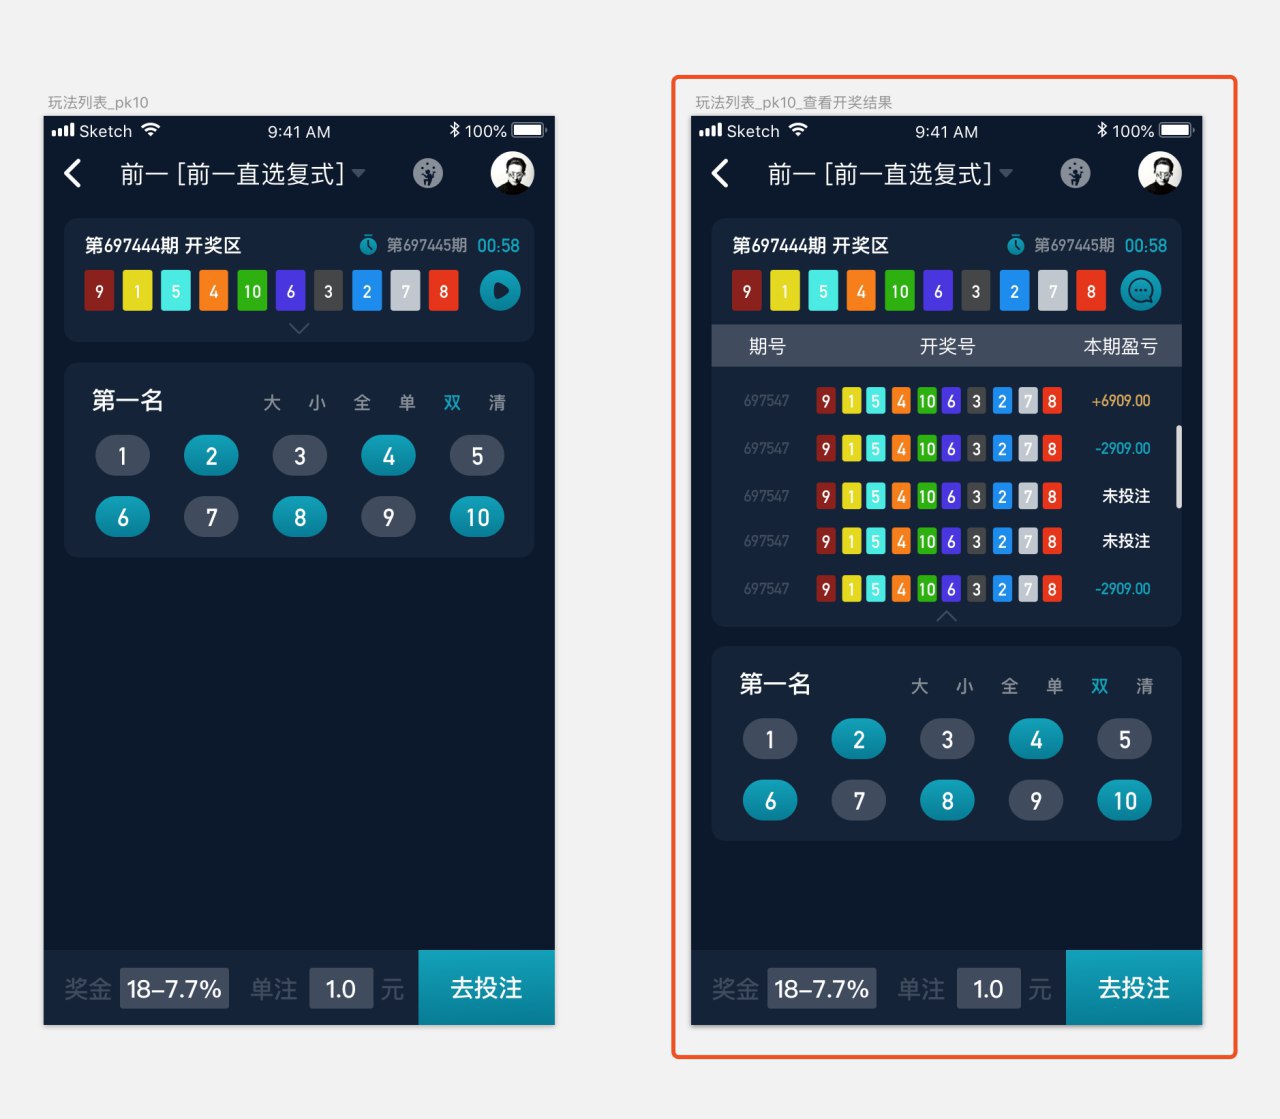 玩法列表_pk10
Sketch 9:41 AM 100%
前一 [前一直选复式]
第697444期 开奖区 第697445期 00:58
9 1 5 4 10 6 3 2 7 8
第一名 大 小 全 单 双 清
1 2 3 4 5
6 7 8 9 10
奖金 18-7.7% 单注 1.0 元 去投注
玩法列表_pk10_查看开奖结果
Sketch 9:41 AM 100%
前一 [前一直选复式]
第697444期 开奖区 第697445期 00:58
9 1 5 4 10 6 3 2 7 8
期号 开奖号 本期盈亏
697547 9 1 5 4 10 6 3 2 7 8 +6909.00
697547 9 1 5 4 10 6 3 2 7 8 -2909.00
697547 9 1 5 4 10 6 3 2 7 8 未投注
697547 9 1 5 4 10 6 3 2 7 8 未投注
697547 9 1 5 4 10 6 3 2 7 8 -2909.00
第一名 大 小 全 单 双 清
1 2 3 4 5
6 7 8 9 10
奖金 18-7.7% 单注 1.0 元 去投注